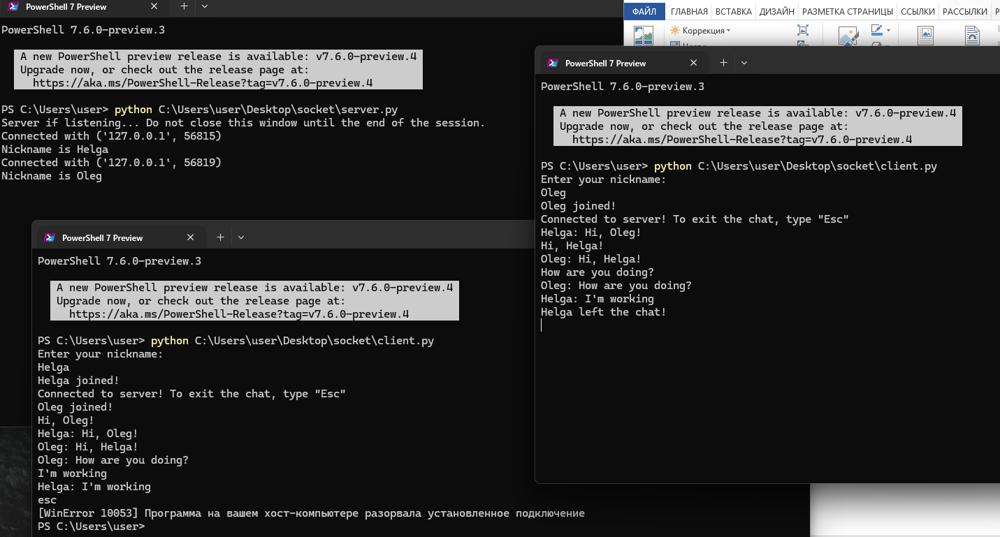 PowerShell 7 Preview
PowerShell 7.6.0-preview.3
A new PowerShell preview release is available: v7.6.0-preview.4
Upgrade now, or check out the release page at:
https://aka.ms/PowerShell-Release?tag=v7.6.0-preview.4
PS C:\Users\user> python C:\Users\user\Desktop\socket\server.py
Server if listening... Do not close this window until the end of the session.
Connected with ('127.0.0.1', 56815)
Nickname is Helga
Connected with ('127.0.0.1', 56819)
Nickname is Oleg
ФАЙЛ ГЛАВНАЯ ВСТАВКА ДИЗАЙН РАЗМЕТКА СТРАНИЦЫ ССЫЛКИ РАССЫЛКИ
Коррекция
PowerShell 7 Preview
PowerShell 7.6.0-preview.3
A new PowerShell preview release is available: v7.6.0-preview.4
Upgrade now, or check out the release page at:
https://aka.ms/PowerShell-Release?tag=v7.6.0-preview.4
PS C:\Users\user> python C:\Users\user\Desktop\socket\client.py
Enter your nickname:
Oleg
Oleg joined!
Connected to server! To exit the chat, type "Esc"
Helga: Hi, Oleg!
Hi, Helga!
Oleg: Hi, Helga!
How are you doing?
Oleg: How are you doing?
Helga: I'm working
Helga left the chat!
PowerShell 7 Preview
PowerShell 7.6.0-preview.3
A new PowerShell preview release is available: v7.6.0-preview.4
Upgrade now, or check out the release page at:
https://aka.ms/PowerShell-Release?tag=v7.6.0-preview.4
PS C:\Users\user> python C:\Users\user\Desktop\socket\client.py
Enter your nickname:
Helga
Helga joined!
Connected to server! To exit the chat, type "Esc"
Oleg joined!
Hi, Oleg!
Helga: Hi, Oleg!
Oleg: Hi, Helga!
Oleg: How are you doing?
I'm working
Helga: I'm working
esc
[WinError 10053] Программа на вашем хост-компьютере разорвала установленное подключение
PS C:\Users\user>